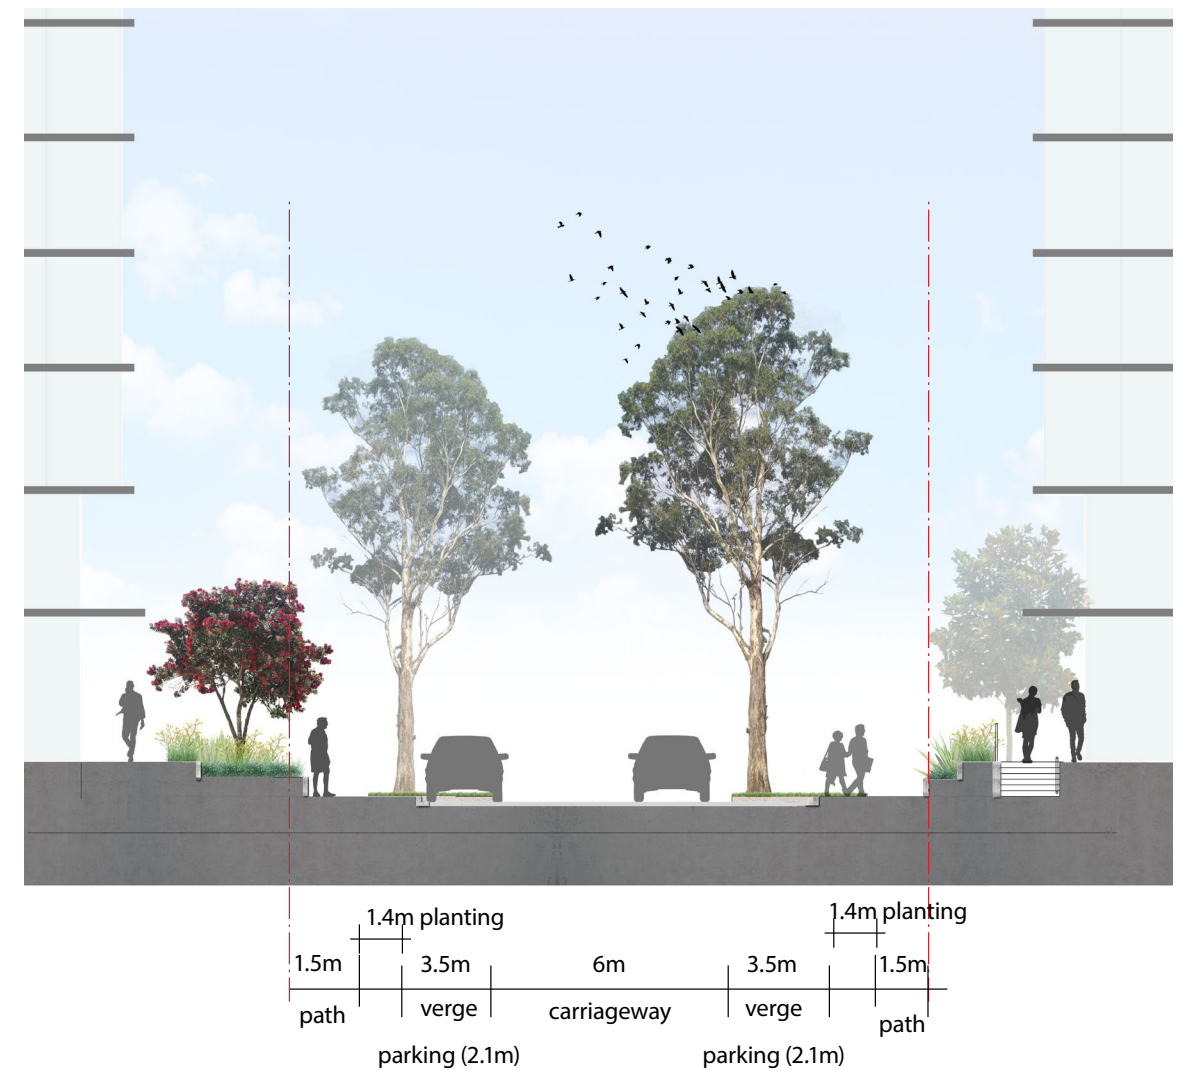 1.4m planting 1.4m planting
1.5m 3.5m 6m 3.5m 1.5m
path verge carriageway verge path
parking (2.1m) parking (2.1m)